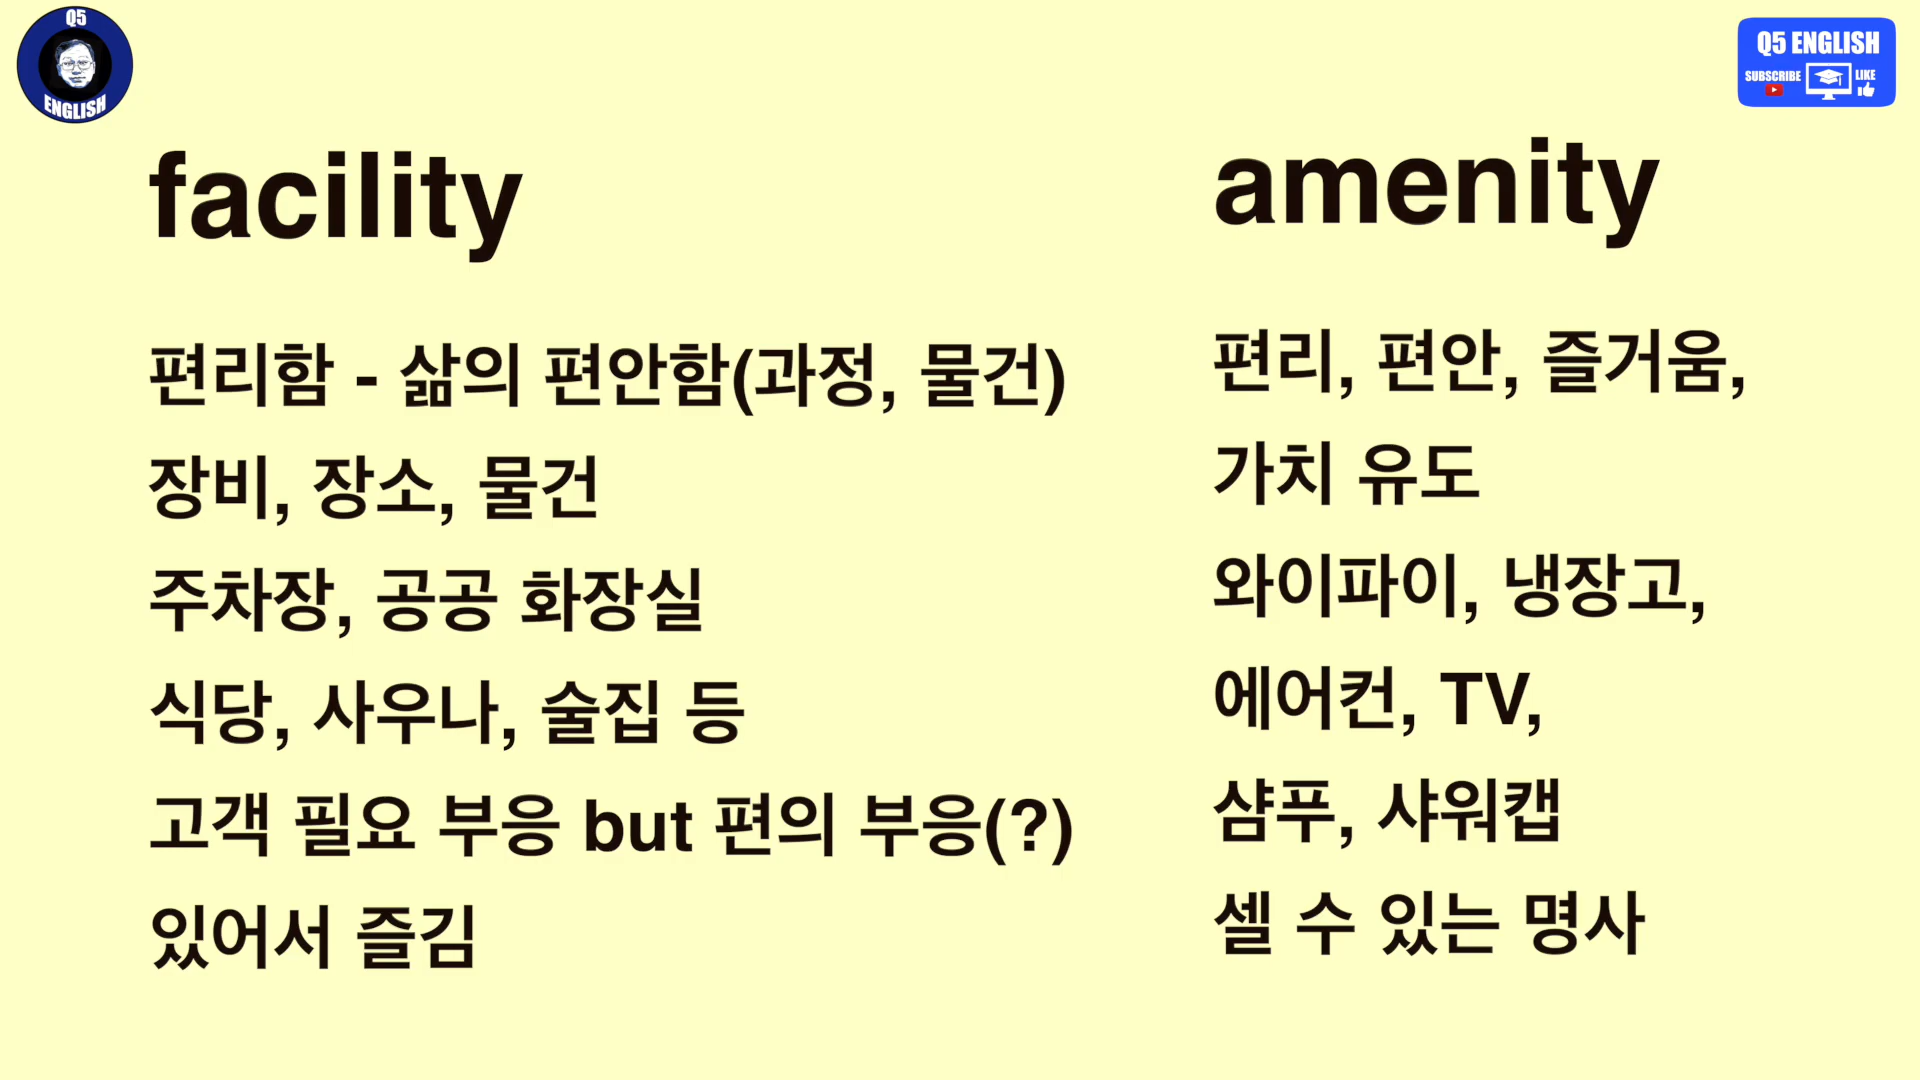 Q5
ENGLISH
Q5 ENGLISH
SUBSCRIBE
LIKE
facility
편리함 - 삶의 편안함(과정, 물건)
장비, 장소, 물건
주차장, 공공 화장실
식당, 사우나, 술집 등
고객 필요 부응 but 편의 부응(?)
있어서 즐김
amenity
편리, 편안, 즐거움,
가치 유도
와이파이, 냉장고,
에어컨, TV,
샴푸, 샤워캡
셀 수 있는 명사